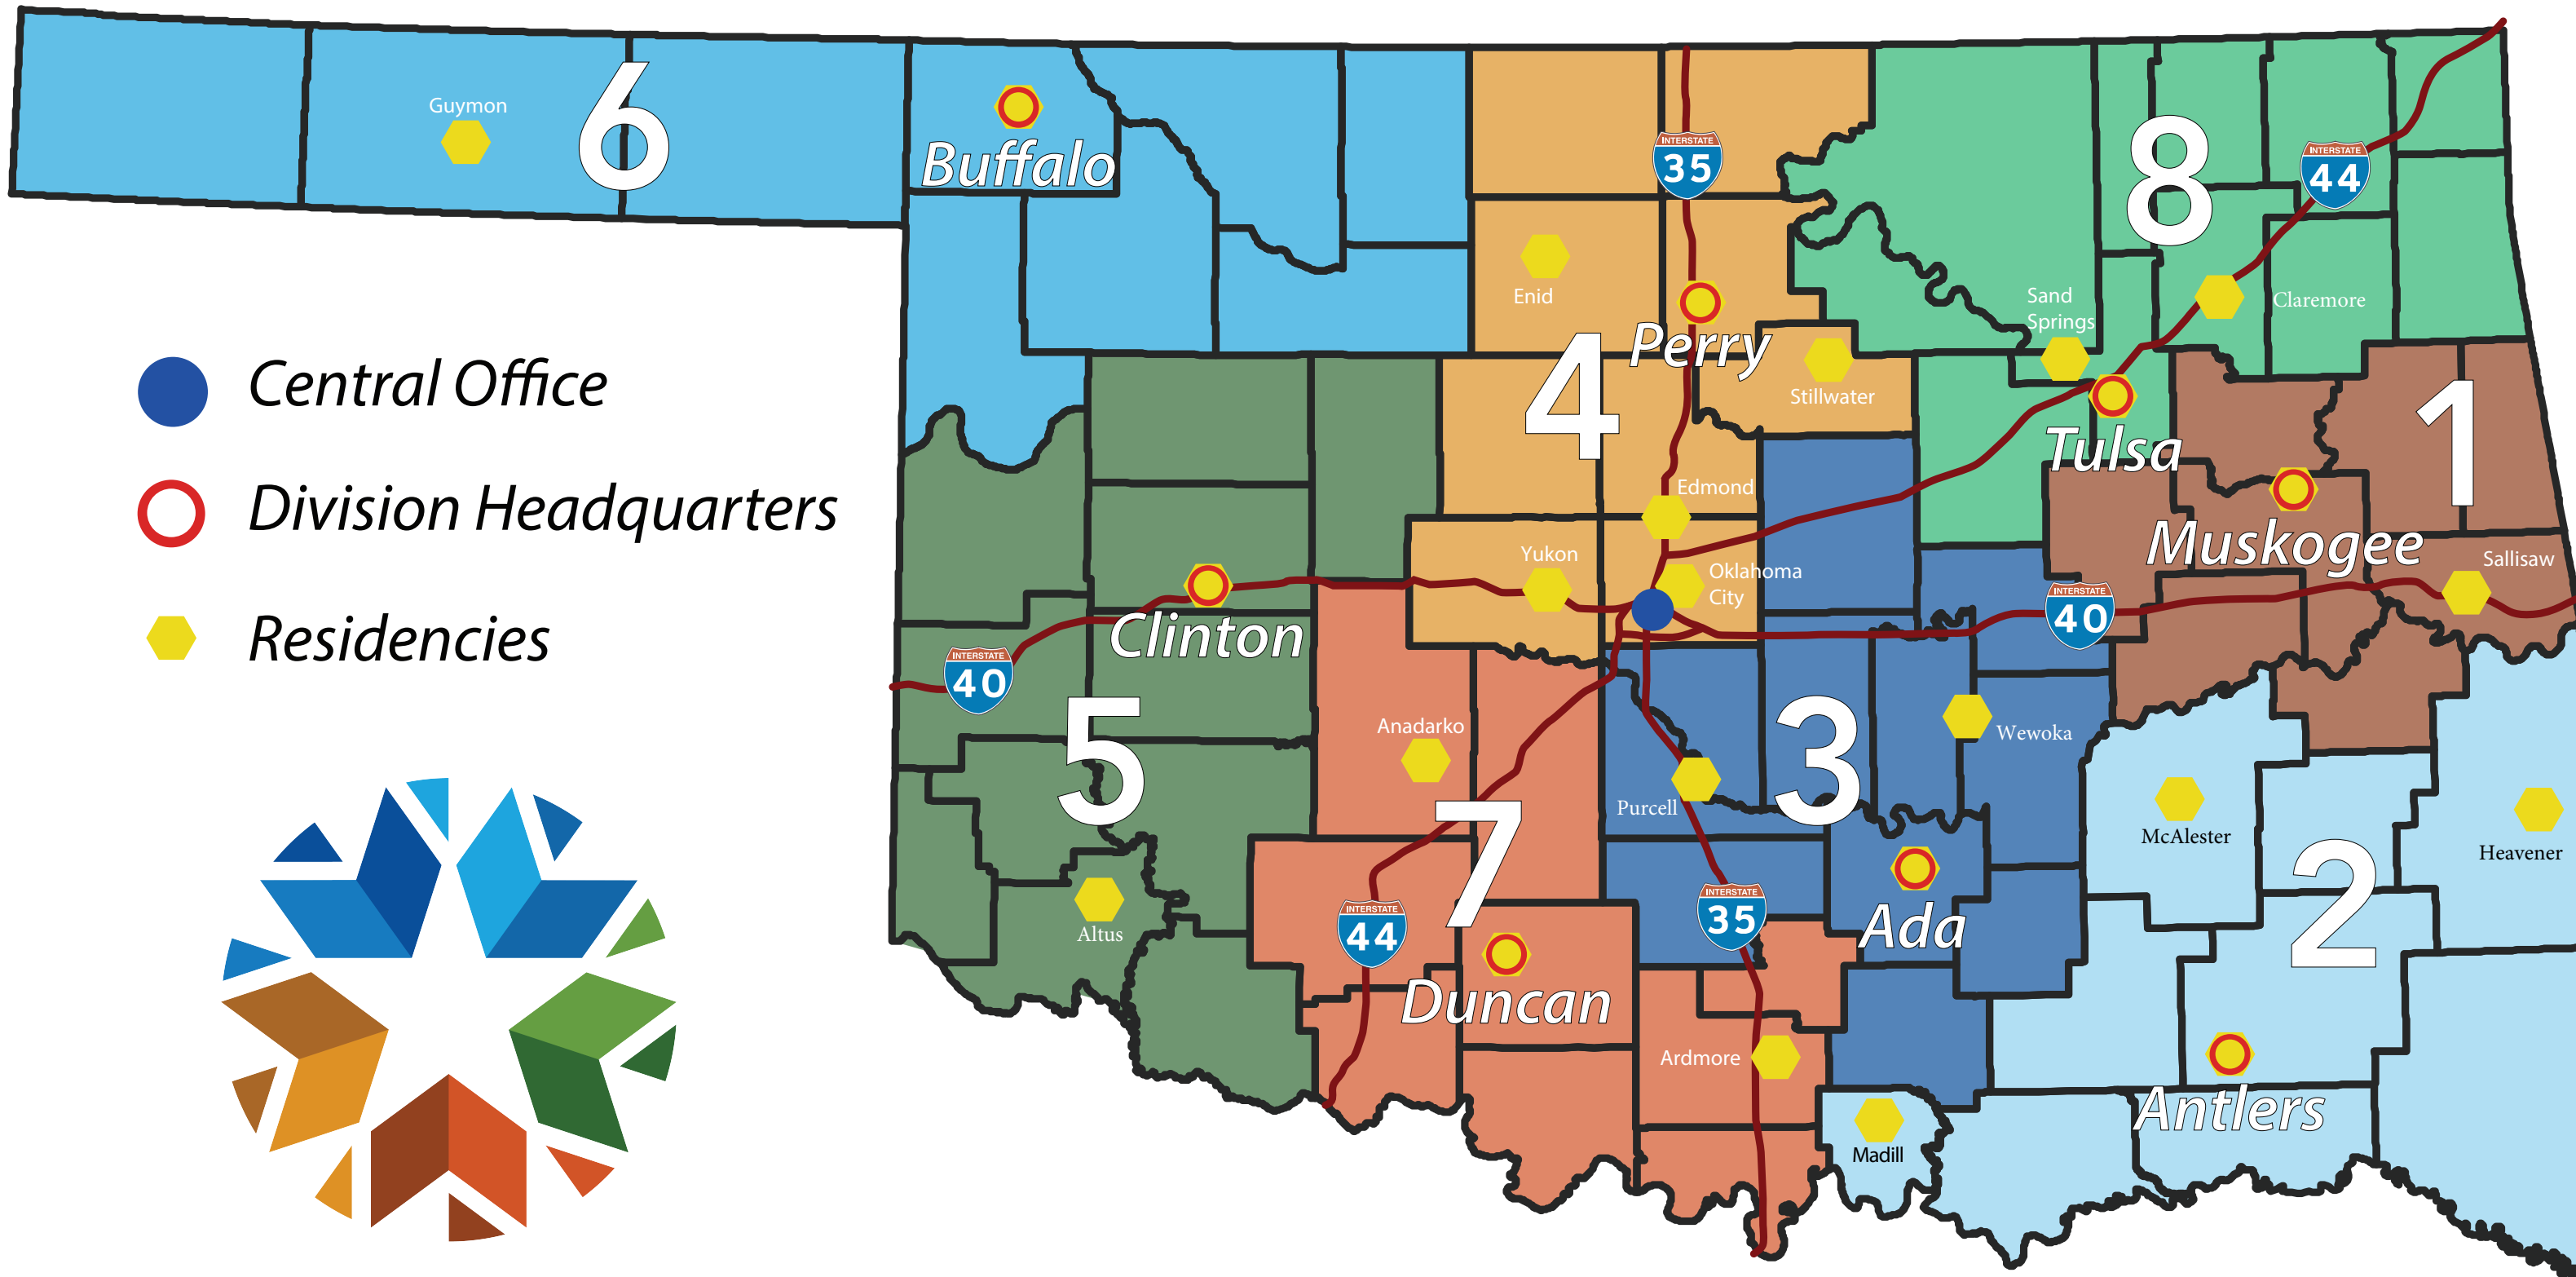 Guymon
6
Buffalo
INTERSTATE
35
8
INTERSTATE
44
Enid
Perry
Sand
Springs
Claremore
4
Stillwater
Tulsa
1
Central Office
Division Headquarters
Residencies
Edmond
Yukon
Oklahoma
City
Muskogee
Sallisaw
INTERSTATE
40
Clinton
INTERSTATE
40
5
Anadarko
7
Purcell
3
Wewoka
McAlester
Heavener
2
Altus
INTERSTATE
44
INTERSTATE
35
Ada
Duncan
Ardmore
Antlers
Madill